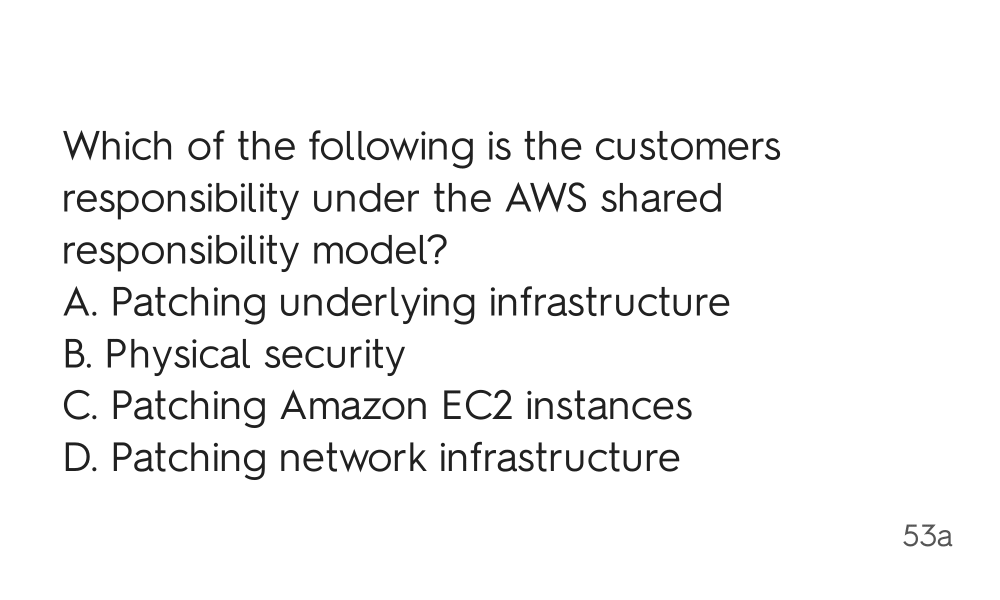 Which of the following is the customers
responsibility under the AWS shared
responsibility model?
A. Patching underlying infrastructure
B. Physical security
C. Patching Amazon EC2 instances
D. Patching network infrastructure
53a